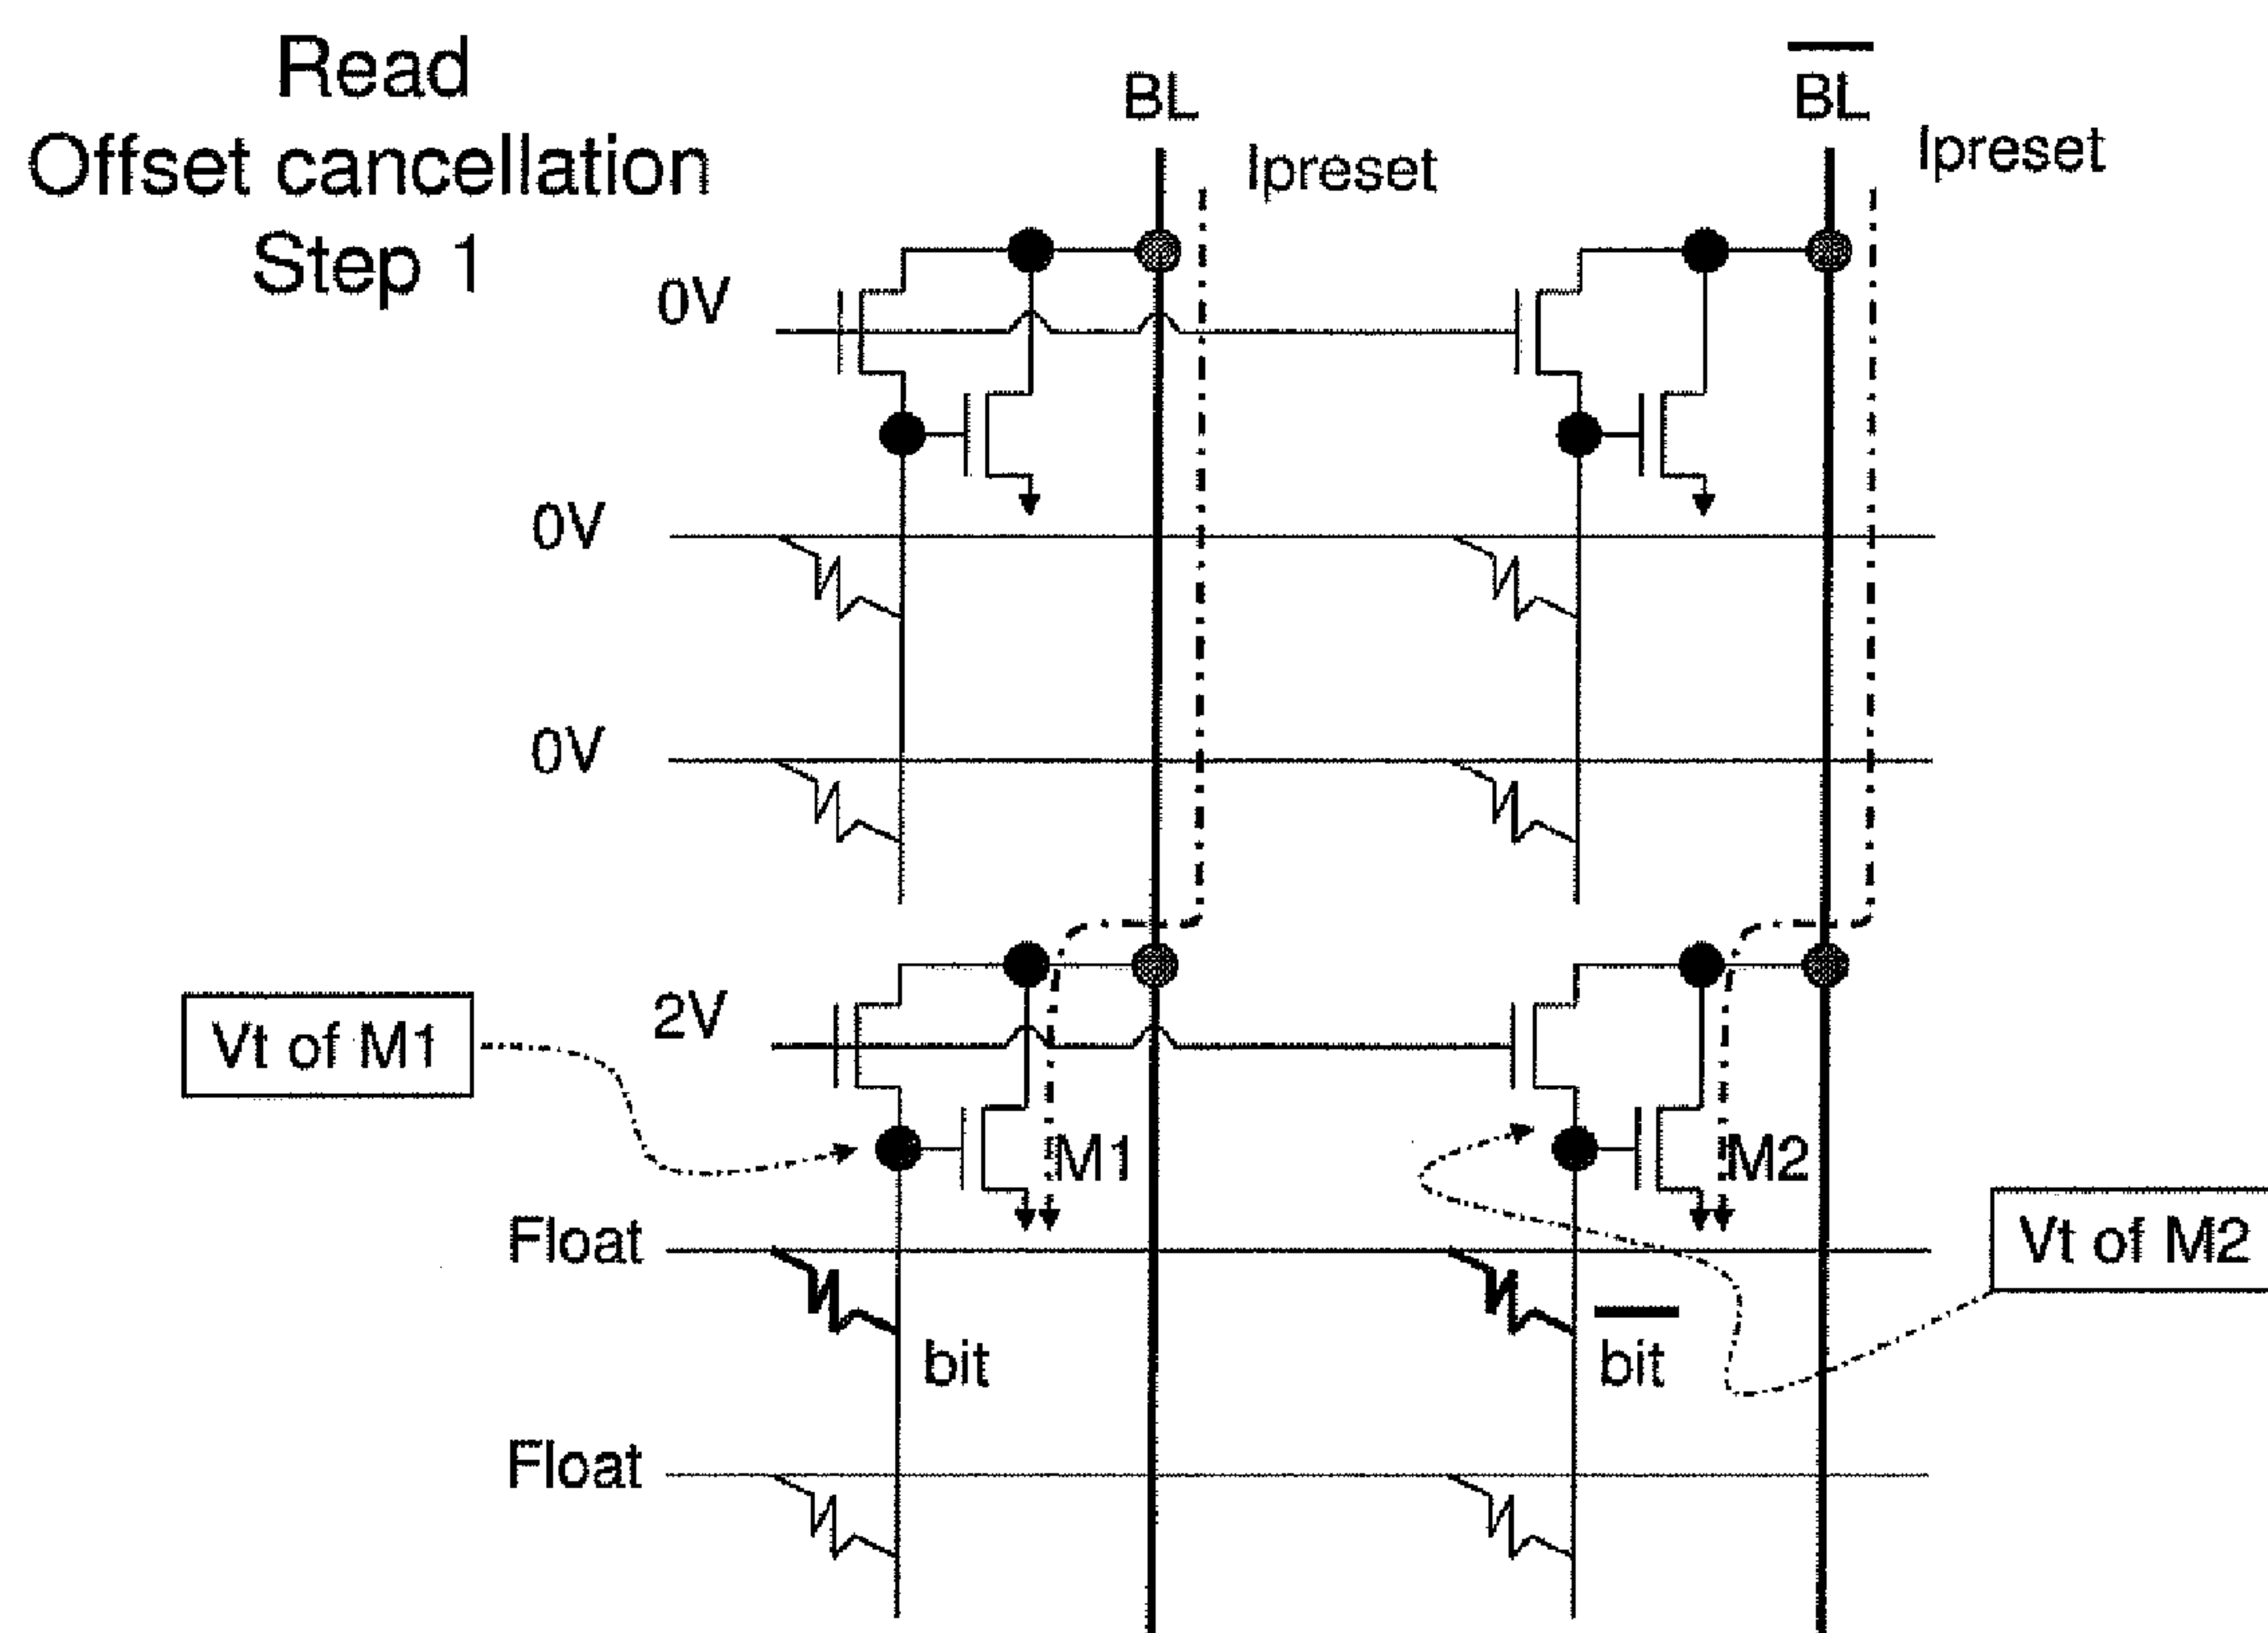 Read
Offset cancellation
Step 1
BL
BL
Ipreset
Ipreset
0V
0V
0V
2V
Vt of M1
M1
M2
Float
Vt of M2
bit
bit
Float